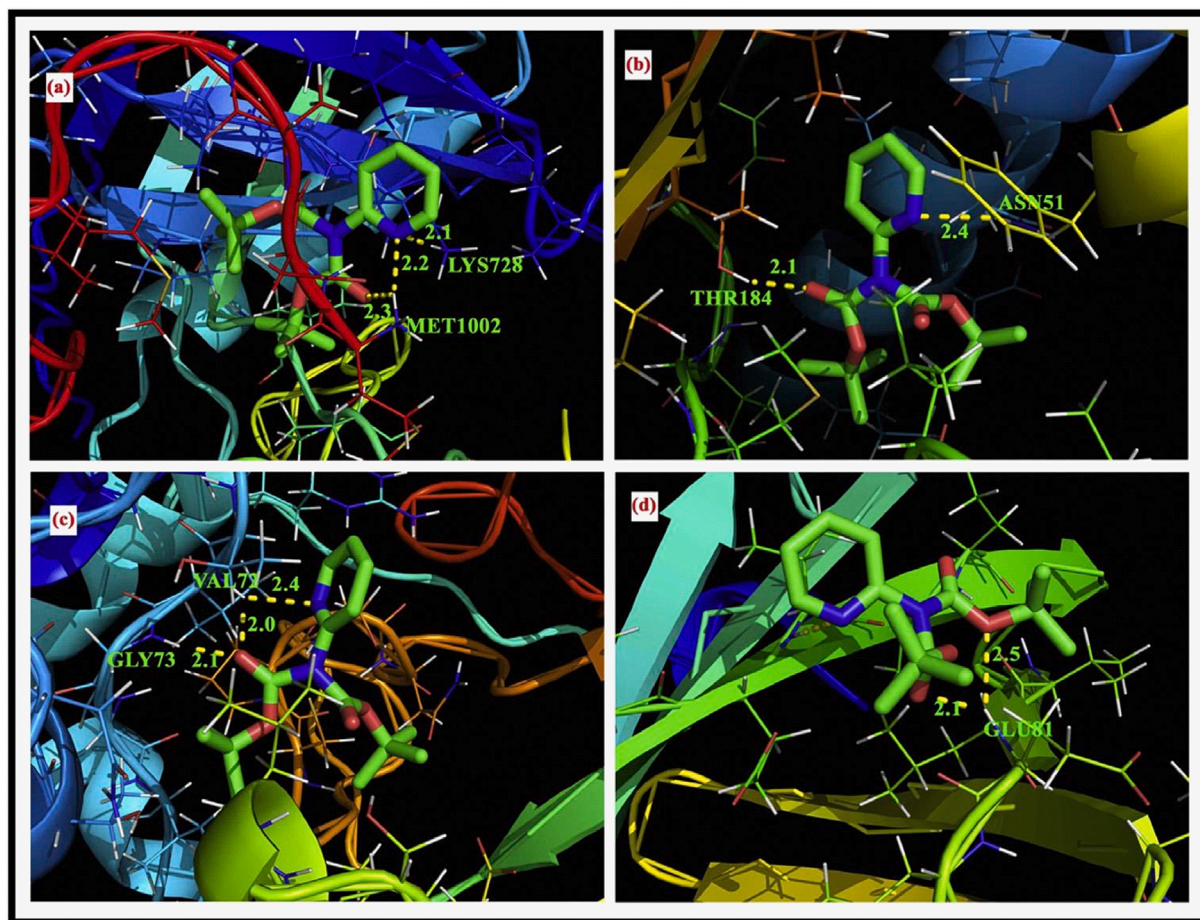 (a)
2.1
LYS728
2.2
2.3
MET1002
(b)
ASN51
2.4
2.1
THR184
(c)
VAL72
2.4
2.0
GLY73
2.1
(d)
2.5
2.1
GLU81